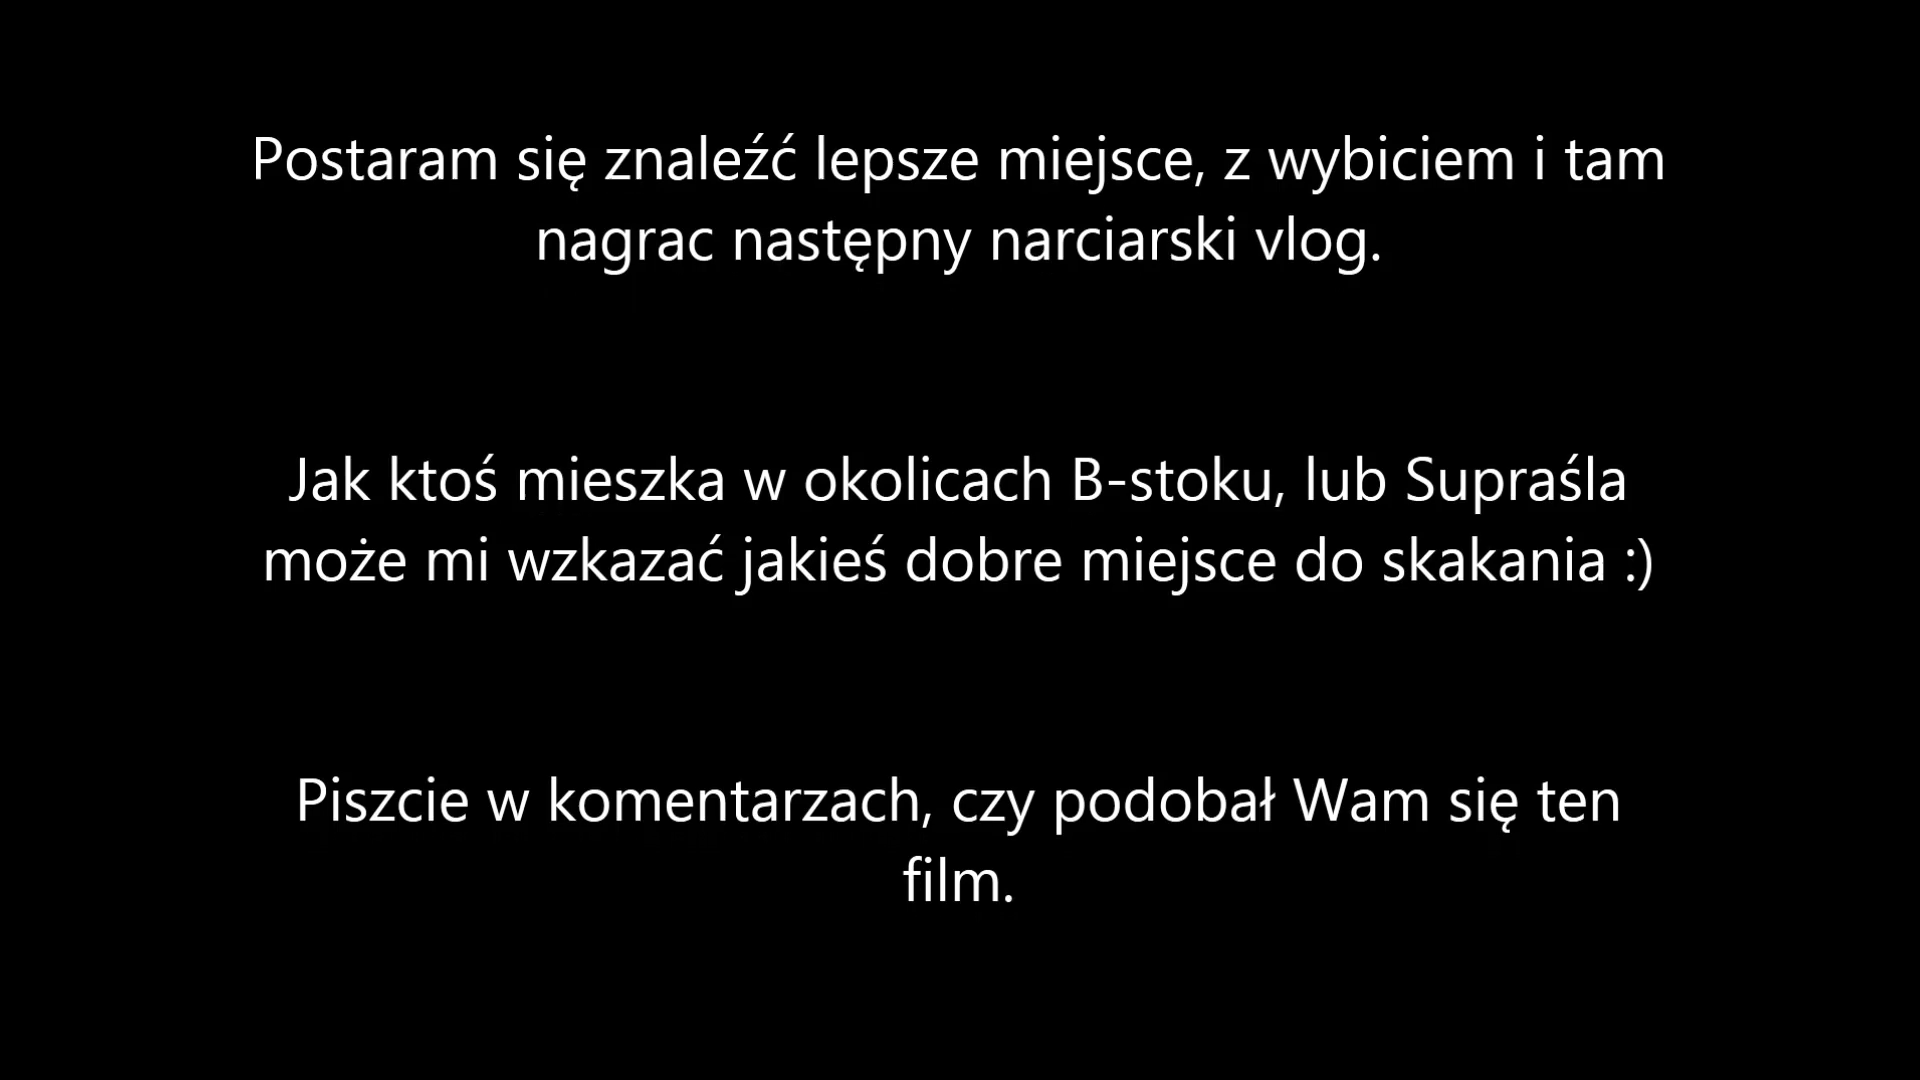 Postaram się znaleźć lepsze miejsce, z wybiciem i tam
nagrac następny narciarski vlog.
Jak ktoś mieszka w okolicach B-stoku, lub Supraśla
może mi wzkazać jakieś dobre miejsce do skakania :)
Piszcie w komentarzach, czy podobał Wam się ten
film.